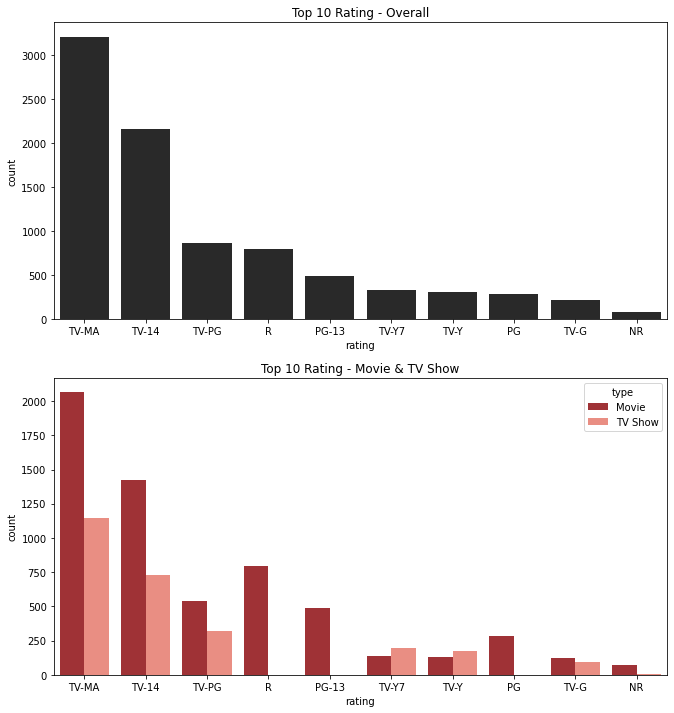 Top 10 Rating - Overall
3000
2500
2000
1500
1000
500
0
count
TV-MA TV-14 TV-PG R PG-13 TV-Y7 TV-Y PG TV-G NR
rating
Top 10 Rating - Movie & TV Show
2000
1750
1500
1250
1000
750
500
250
0
count
type
Movie
TV Show
TV-MA TV-14 TV-PG R PG-13 TV-Y7 TV-Y PG TV-G NR
rating